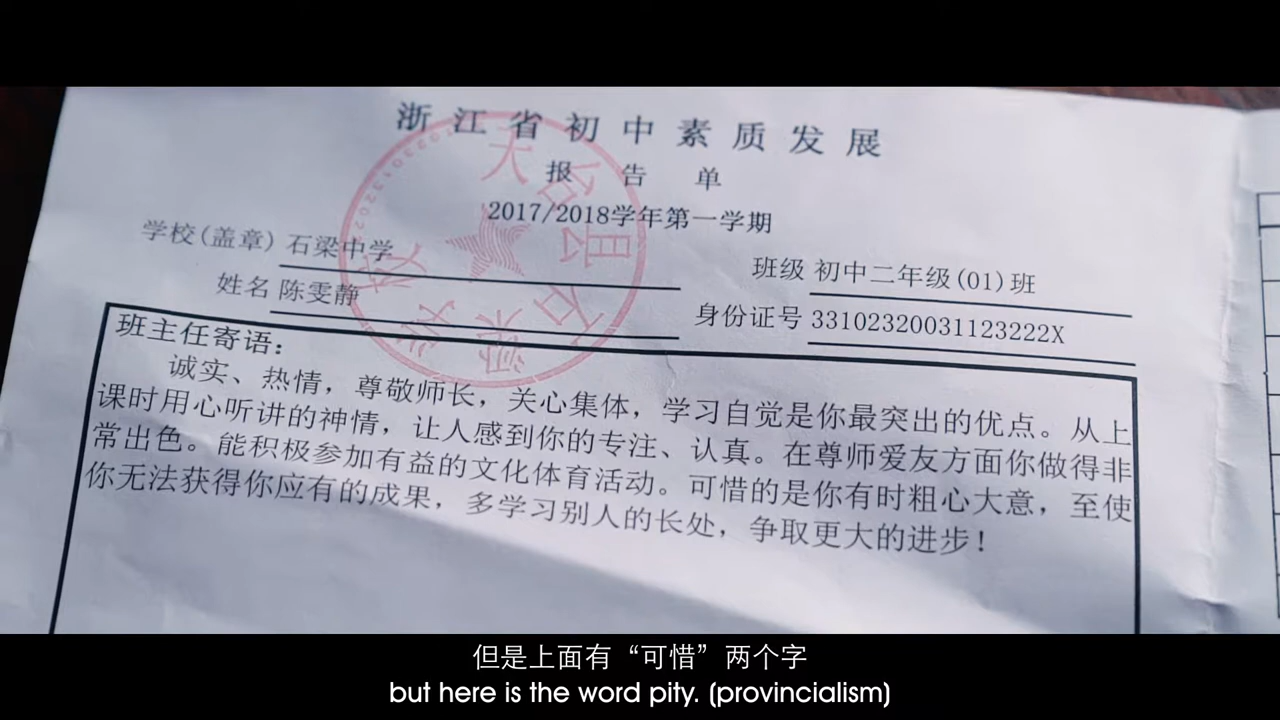 浙江省初中素质发展
报告单
2017/2018学年第一学期
学校(盖章) 石梁中学
班级 初中二年级(01)班
姓名 陈雯静
身份证号 33102320031123222X
班主任寄语:
诚实、热情，尊敬师长，关心集体，学习自觉是你最突出的优点。从上
课时用心听讲的神情，让人感到你的专注、认真。在尊师爱友方面你做得非
常出色。能积极参加有益的文化体育活动。可惜的是你有时粗心大意，至使
你无法获得你应有的成果，多学习别人的长处，争取更大的进步！
但是上面有“可惜”两个字
but here is the word pity. (provincialism)